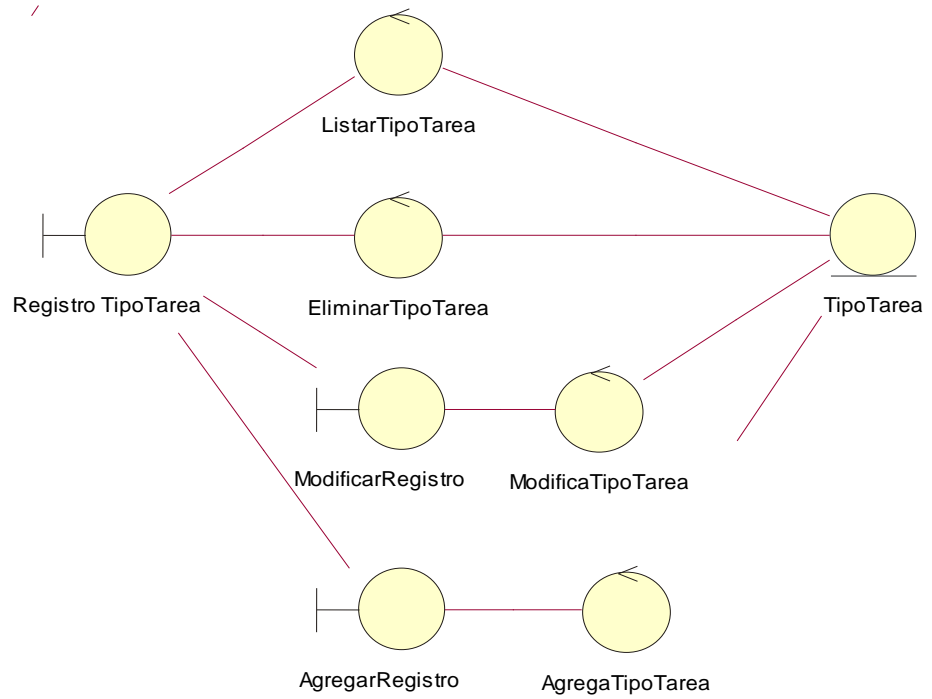 ListarTipoTarea
Registro TipoTarea
EliminarTipoTarea
TipoTarea
ModificarRegistro
ModificaTipoTarea
AgregarRegistro
AgregaTipoTarea